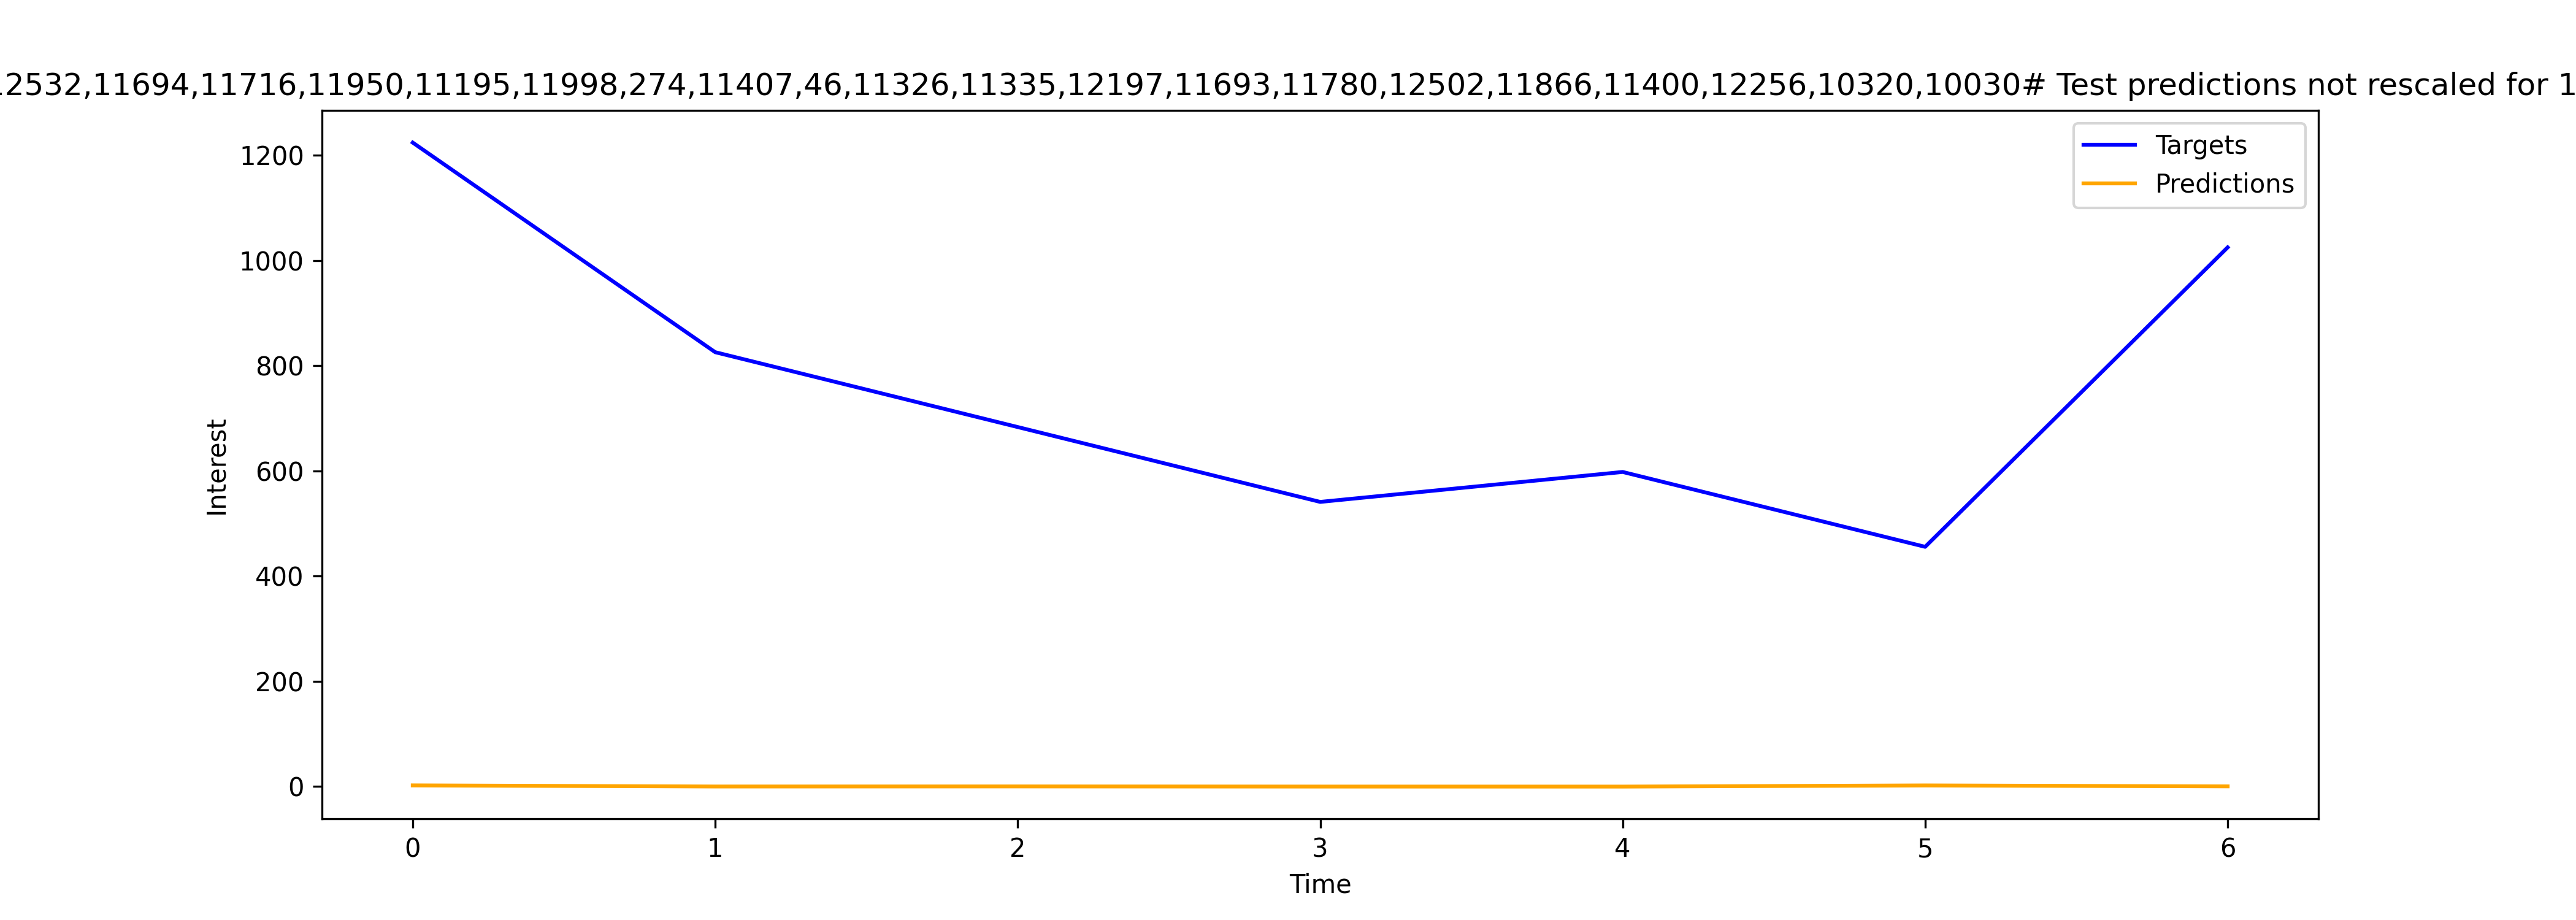 2532,11694,11716,11950,11195,11998,274,11407,46,11326,11335,12197,11693,11780,12502,11866,11400,12256,10320,10030# Test predictions not rescaled for 1
Targets
Predictions
1200
1000
800
600
400
200
0
Interest
0 1 2 3 4 5 6
Time